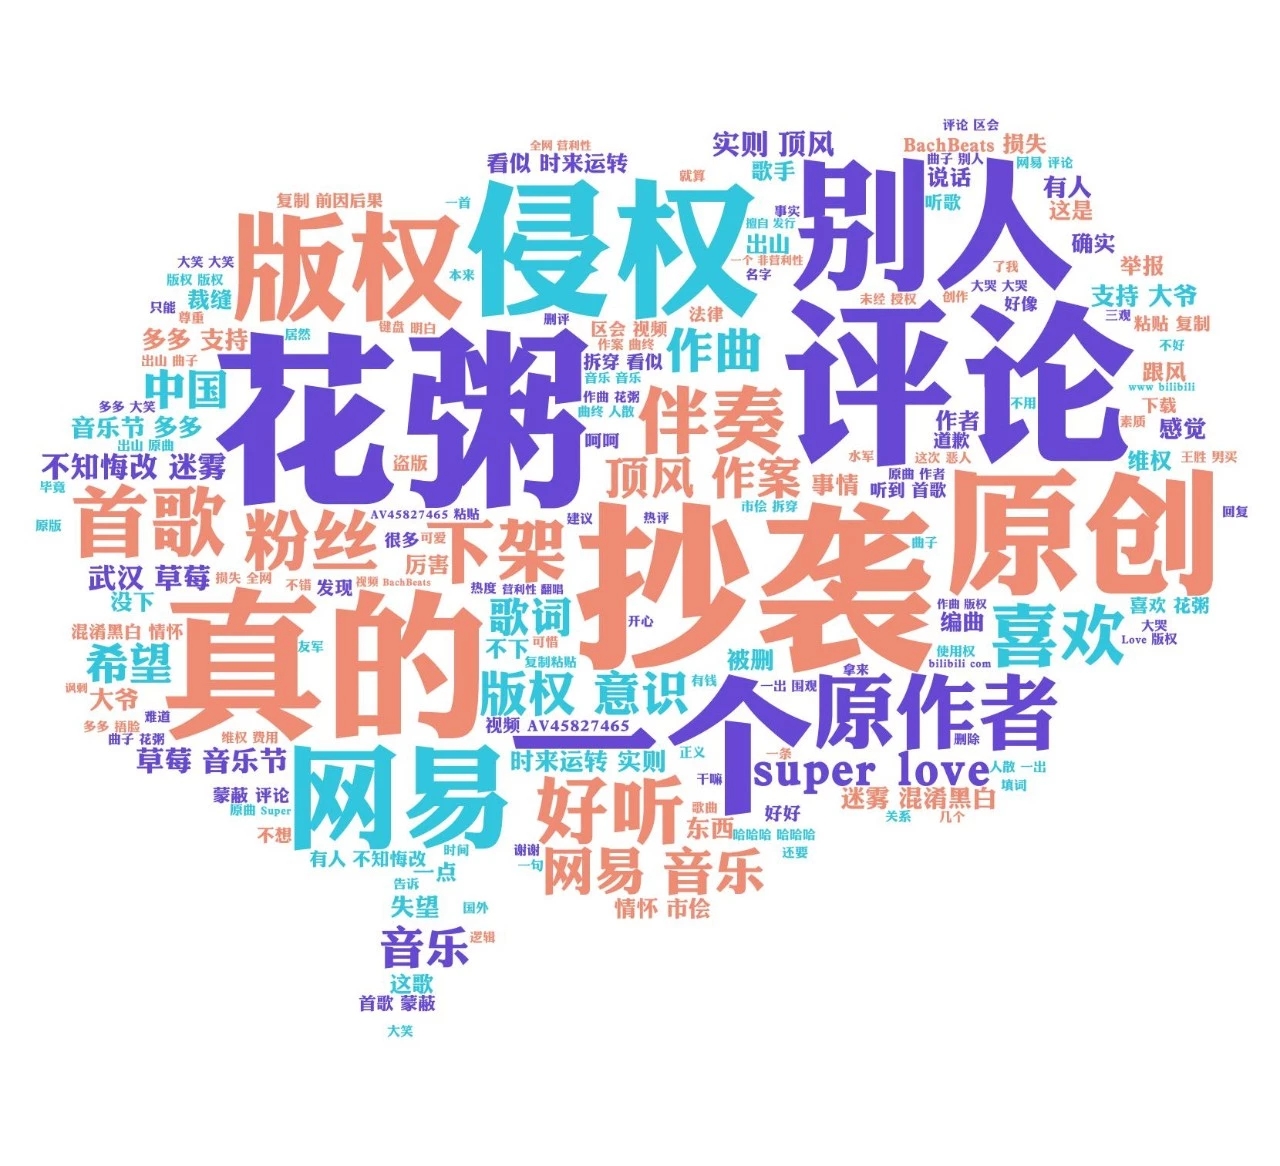 评论 区会
实则 顶风
BachBeats 损失
全网 营利性
看似 时来运转
曲子 别人
网易 评论
歌手
就算
说话
有人
别人
侵权
复制 前因后果
一首
听歌
这是
版权
事实
擅自 发行
出山
确实
大笑 大笑
一个 非营利性
举报
本来
名字
了我
版权 版权
大哭 大哭
支持 大爷
裁缝
未经 授权
创作
好像
只能
尊重
删评
法律
三观
粘贴 复制
键盘 明白
区会 视频
多多 支持
居然
花粥
作案 曲终
作曲
评论
不好
出山 曲子
拆穿 看似
跟风
音乐 音乐
www bilibili
中国
作曲 花粥
伴奏
不用
下载
多多 大笑
曲终 人散
作者
素质
感觉
音乐节 多多
道歉
出山 原曲
呵呵
水军
这次 恶人
维权
王胜 男买
不知悔改 迷雾
盗版
顶风 作案
事情
原曲 作者
听到 首歌
毕竟
原创
市侩 拆穿
首歌
AV45827465 粘贴
建议
热评
回复
原版
粉丝
很多
可爱
下架
抄袭
曲子
厉害
武汉 草莓
损失 全网
不错
发现
视频 BachBeats
热度
营利性 翻唱
没下
真的
歌词
作曲 版权
喜欢 花粥
开心
编曲
喜欢
大哭
混淆黑白 情怀
Love 版权
友军
不下
可惜
希望
复制粘贴
被删
使用权
bilibili com
拿来
讽刺
大爷
版权 意识
有钱
一出 围观
原作者
难道
多多 捂脸
视频 AV45827465
一个
曲子 花粥
维权 费用
删除
草莓 音乐节
网易
时来运转 实则
正义
一条
super love
人散 一出
干嘛
填词
蒙蔽 评论
好听
迷雾 混淆黑白
原曲 Super
歌曲
好好
关系
几个
东西
不想
哈哈哈 哈哈哈
有人 不知悔改
时间
谢谢
还要
一点
一句
网易 音乐
告诉
失望
国外
情怀 市侩
音乐
逻辑
这歌
首歌 蒙蔽
大笑